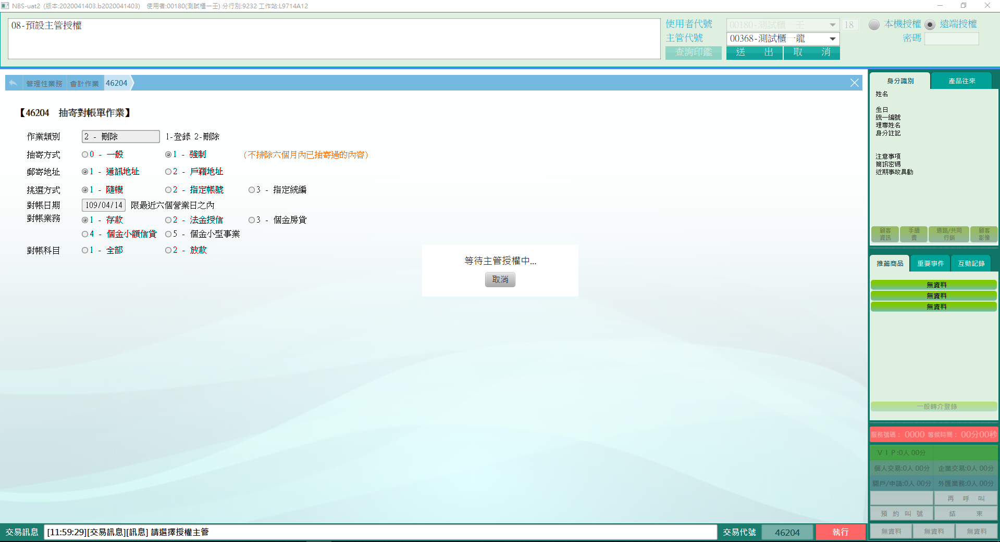 NBS-uat2 (版本:2020041403.b2020041403) 使用者:00180(測試櫃一壬) 分行別:9232 工作站:L9714A12
08-預設主管授權
使用者代號 00180-測試櫃一壬 18 本機授權 遠端授權
主管代號 00368-測試櫃一龍 密碼
查詢印鑑 送 出 取 消
管理性業務 會計作業 46204
【46204 抽寄對帳單作業】
作業類別 2 - 刪除 1-登錄 2-刪除
抽寄方式 0 - 一般 1 - 強制 (不排除六個月內已抽寄過的內容)
郵寄地址 1 - 通訊地址 2 - 戶籍地址
挑選方式 1 - 隨機 2 - 指定帳號 3 - 指定統編
對帳日期 109/04/14 限最近六個營業日之內
對帳業務 1 - 存款 2 - 法金授信 3 - 個金房貸
4 - 個金小額信貸 5 - 個金小型事業
對帳科目 1 - 全部 2 - 放款
等待主管授權中...
取消
身分識別 產品往來
姓名
生日
統一編號
理專姓名
身分註記
注意事項
簡訊密碼
近期事故異動
顧客資訊 手續費 通路/共同行銷 顧客影像
推薦商品 重要事件 互動記錄
無資料
無資料
無資料
一般轉介登錄
服務號碼: 0000 等候時間: 00分00秒
VIP:0人 00分
個人交易:0人 00分 企業交易:0人 00分
開戶/申請:0人 00分 外匯業務:0人 00分
再 呼 叫
預 約 叫 號 結 束
無資料 無資料 無資料
交易訊息 [11:59:29][交易訊息][訊息] 請選擇授權主管 交易代號 46204 執行